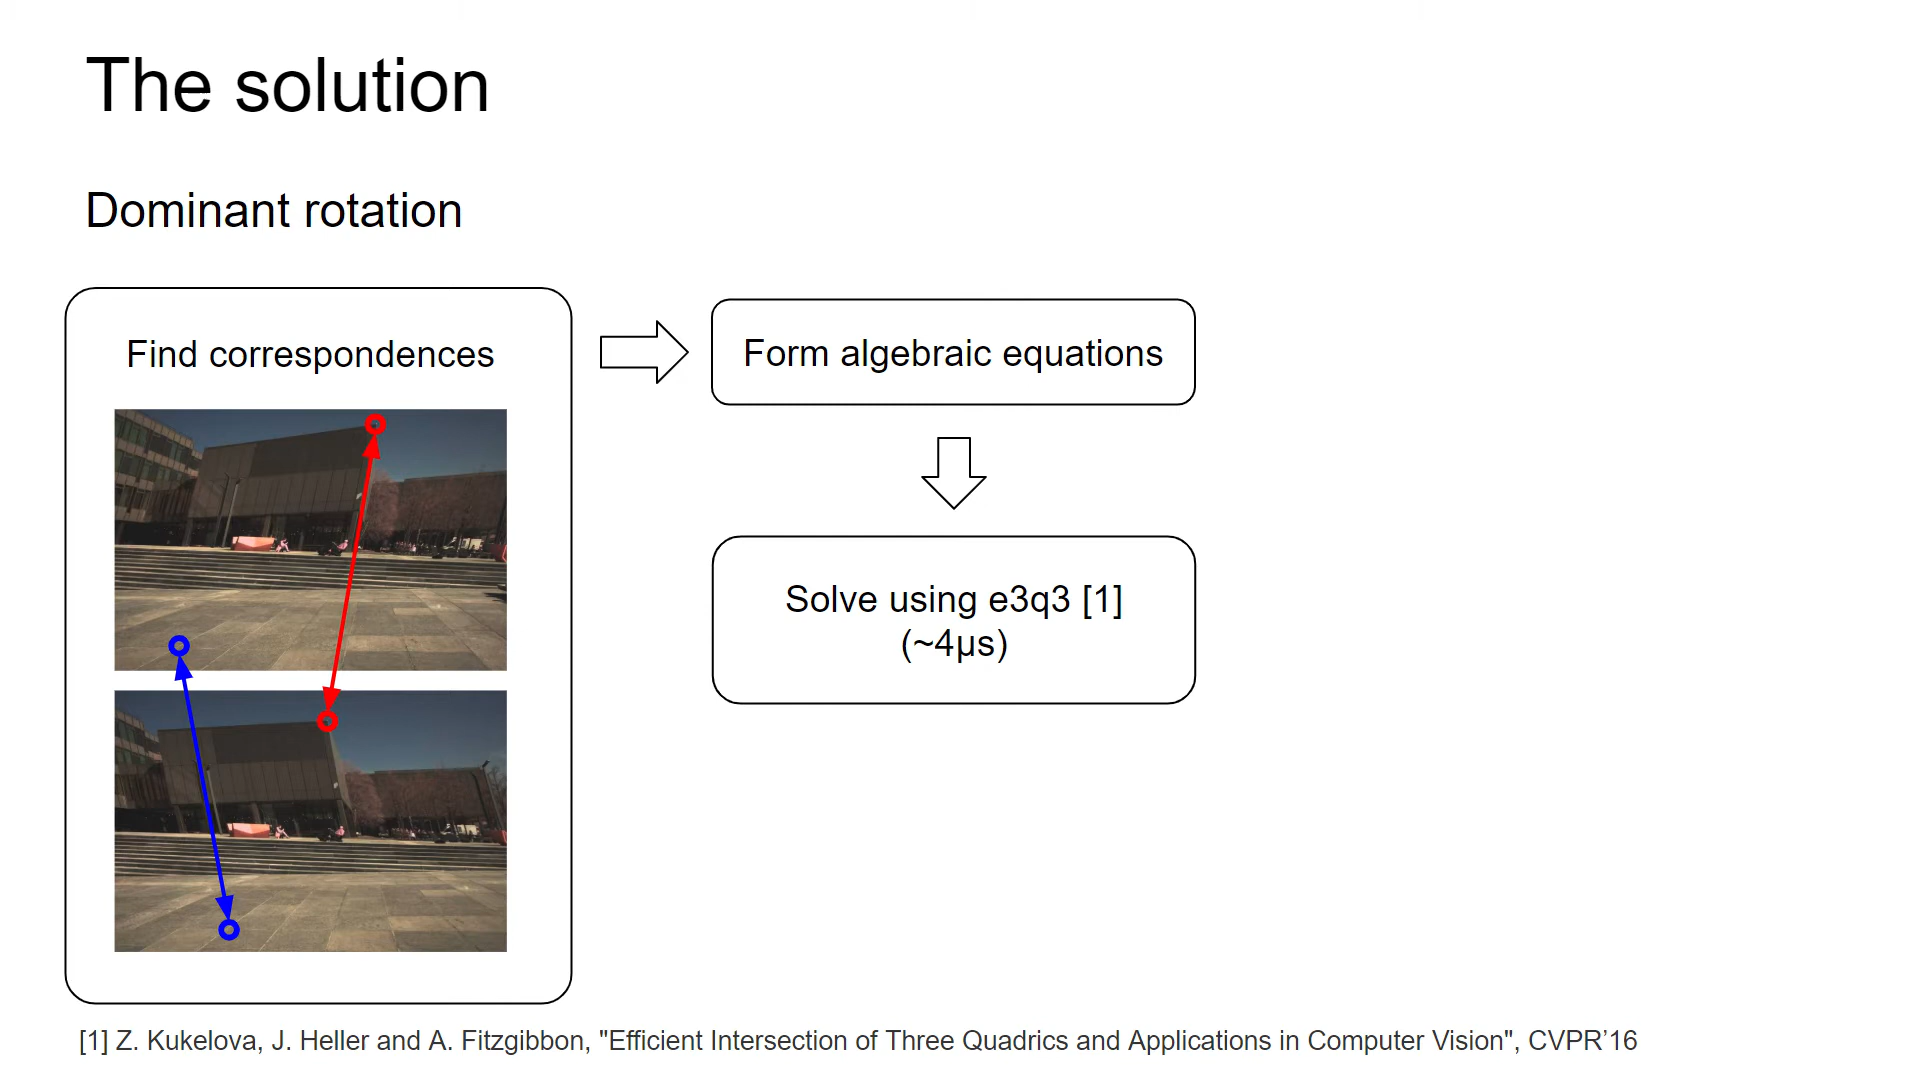 The solution
Dominant rotation
Find correspondences
Form algebraic equations
Solve using e3q3 [1]
(~4µs)
[1] Z. Kukelova, J. Heller and A. Fitzgibbon, "Efficient Intersection of Three Quadrics and Applications in Computer Vision", CVPR’16